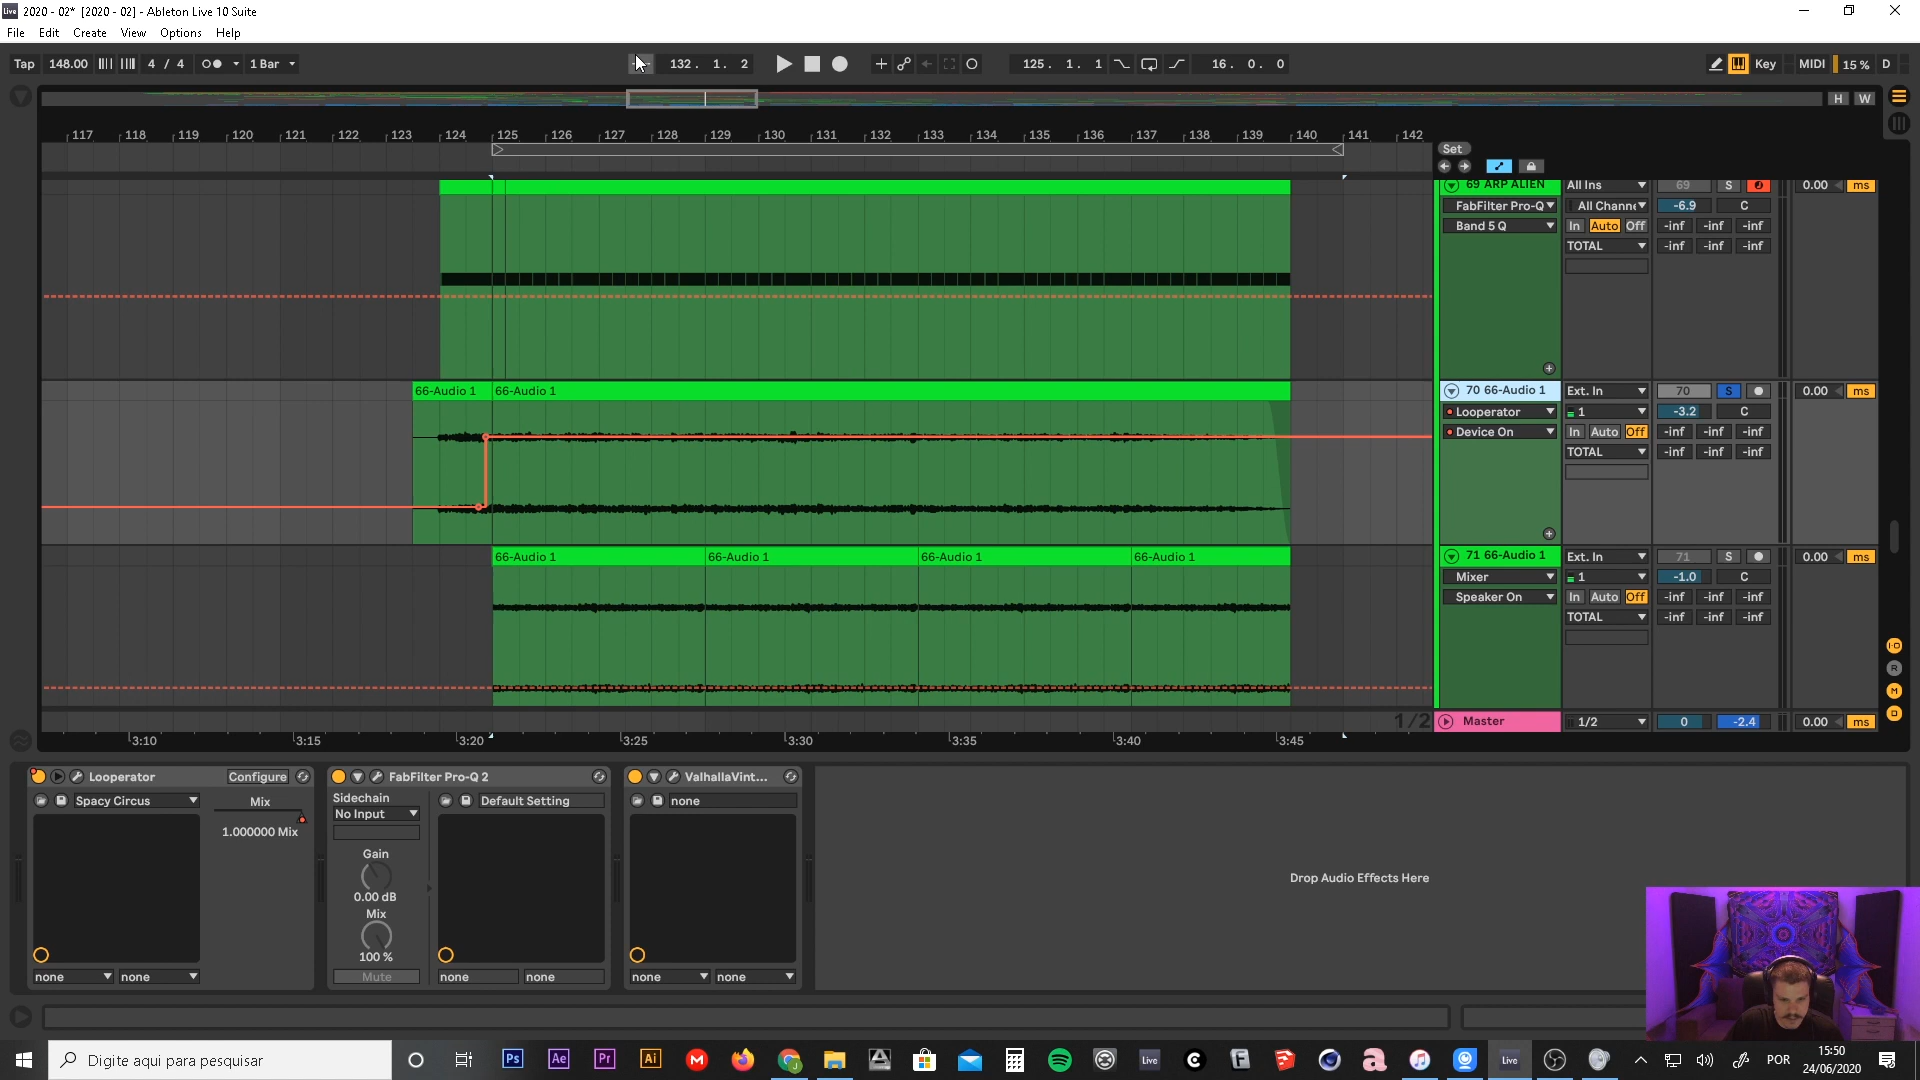 2020 - 02* [2020 - 02] - Ableton Live 10 Suite
File Edit Create View Options Help
Tap 148.00 4 / 4 1 Bar 132. 1. 2 125. 1. 1 16. 0. 0 Key MIDI 15 % D
H W
117 118 119 120 121 122 123 124 125 126 127 128 129 130 131 132 133 134 135 136 137 138 139 140 141 142
Set
69 ARP ALIEN All Ins 69 S 0.00 ms
FabFilter Pro-Q All Channe -6.9 C
Band 5 Q In Auto Off -inf -inf -inf
TOTAL -inf -inf -inf
66-Audio 1 66-Audio 1 70 66-Audio 1 Ext. In 70 S 0.00 ms
Looperator 1 -3.2 C
Device On In Auto Off -inf -inf -inf
TOTAL -inf -inf -inf
66-Audio 1 66-Audio 1 66-Audio 1 66-Audio 1 71 66-Audio 1 Ext. In 71 S 0.00 ms
Mixer 1 -1.0 C
Speaker On In Auto Off -inf -inf -inf
TOTAL -inf -inf -inf
I·O
R
M
D
1/2 Master 1/2 0 -2.4 0.00 ms
3:10 3:15 3:20 3:25 3:30 3:35 3:40 3:45
Looperator Configure FabFilter Pro-Q 2 ValhallaVint...
Spacy Circus Mix Sidechain Default Setting none
No Input
1.000000 Mix
Gain
0.00 dB
Mix
100 %
Mute
none none none none none none
Drop Audio Effects Here
Digite aqui para pesquisar Ps Ae Pr Ai Live Live POR 15:50
24/06/2020